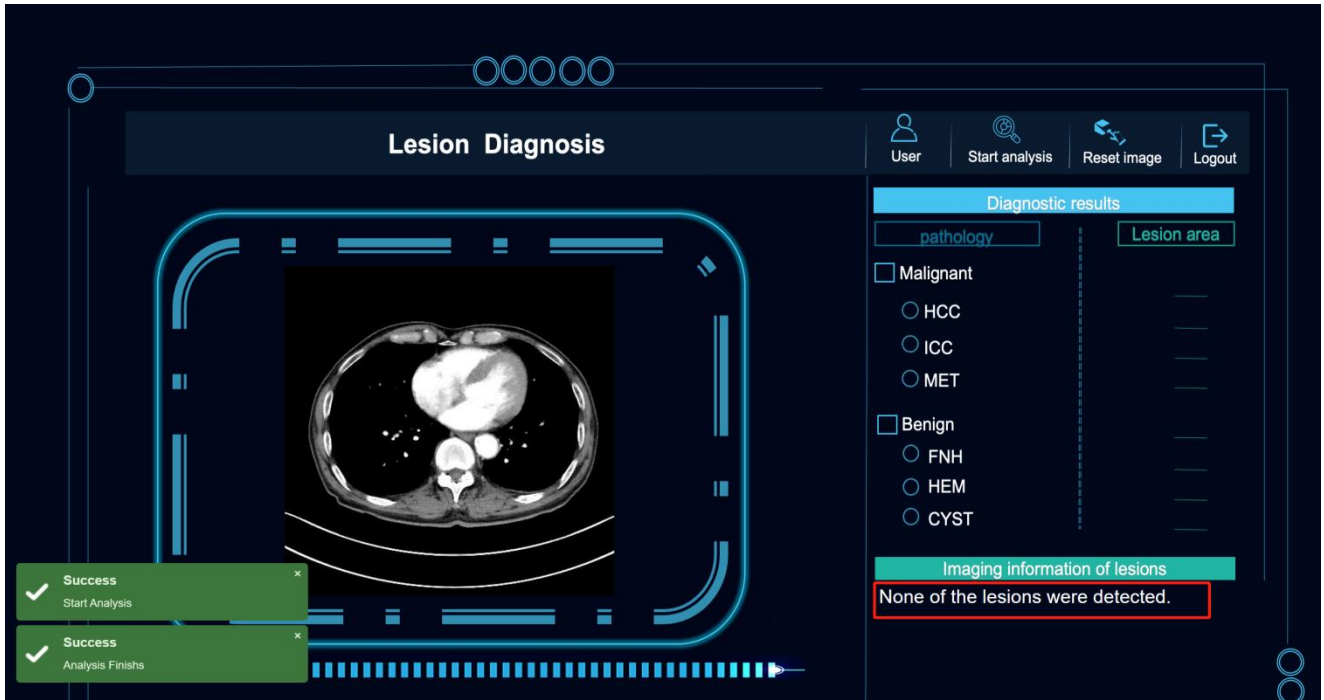 Lesion Diagnosis
User
Start analysis
Reset image
Logout
Diagnostic results
pathology
Lesion area
Malignant
HCC
ICC
MET
Benign
FNH
HEM
CYST
Imaging information of lesions
None of the lesions were detected.
Success
Start Analysis
Success
Analysis Finishs